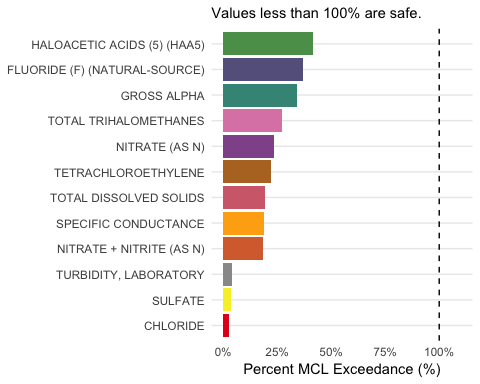 Values less than 100% are safe.
HALOACETIC ACIDS (5) (HAA5)
FLUORIDE (F) (NATURAL-SOURCE)
GROSS ALPHA
TOTAL TRIHALOMETHANES
NITRATE (AS N)
TETRACHLOROETHYLENE
TOTAL DISSOLVED SOLIDS
SPECIFIC CONDUCTANCE
NITRATE + NITRITE (AS N)
TURBIDITY, LABORATORY
SULFATE
CHLORIDE
0% 25% 50% 75% 100%
Percent MCL Exceedance (%)